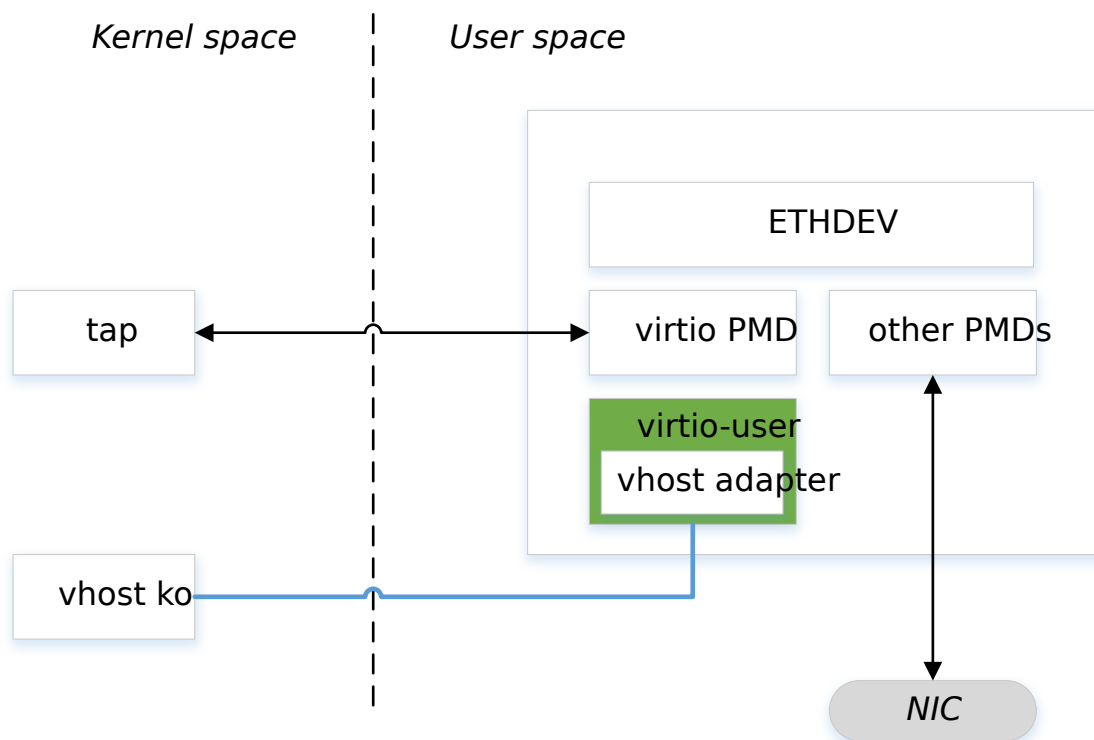 Kernel space
User space
ETHDEV
tap
virtio PMD
other PMDs
virtio-user
vhost adapter
vhost ko
NIC